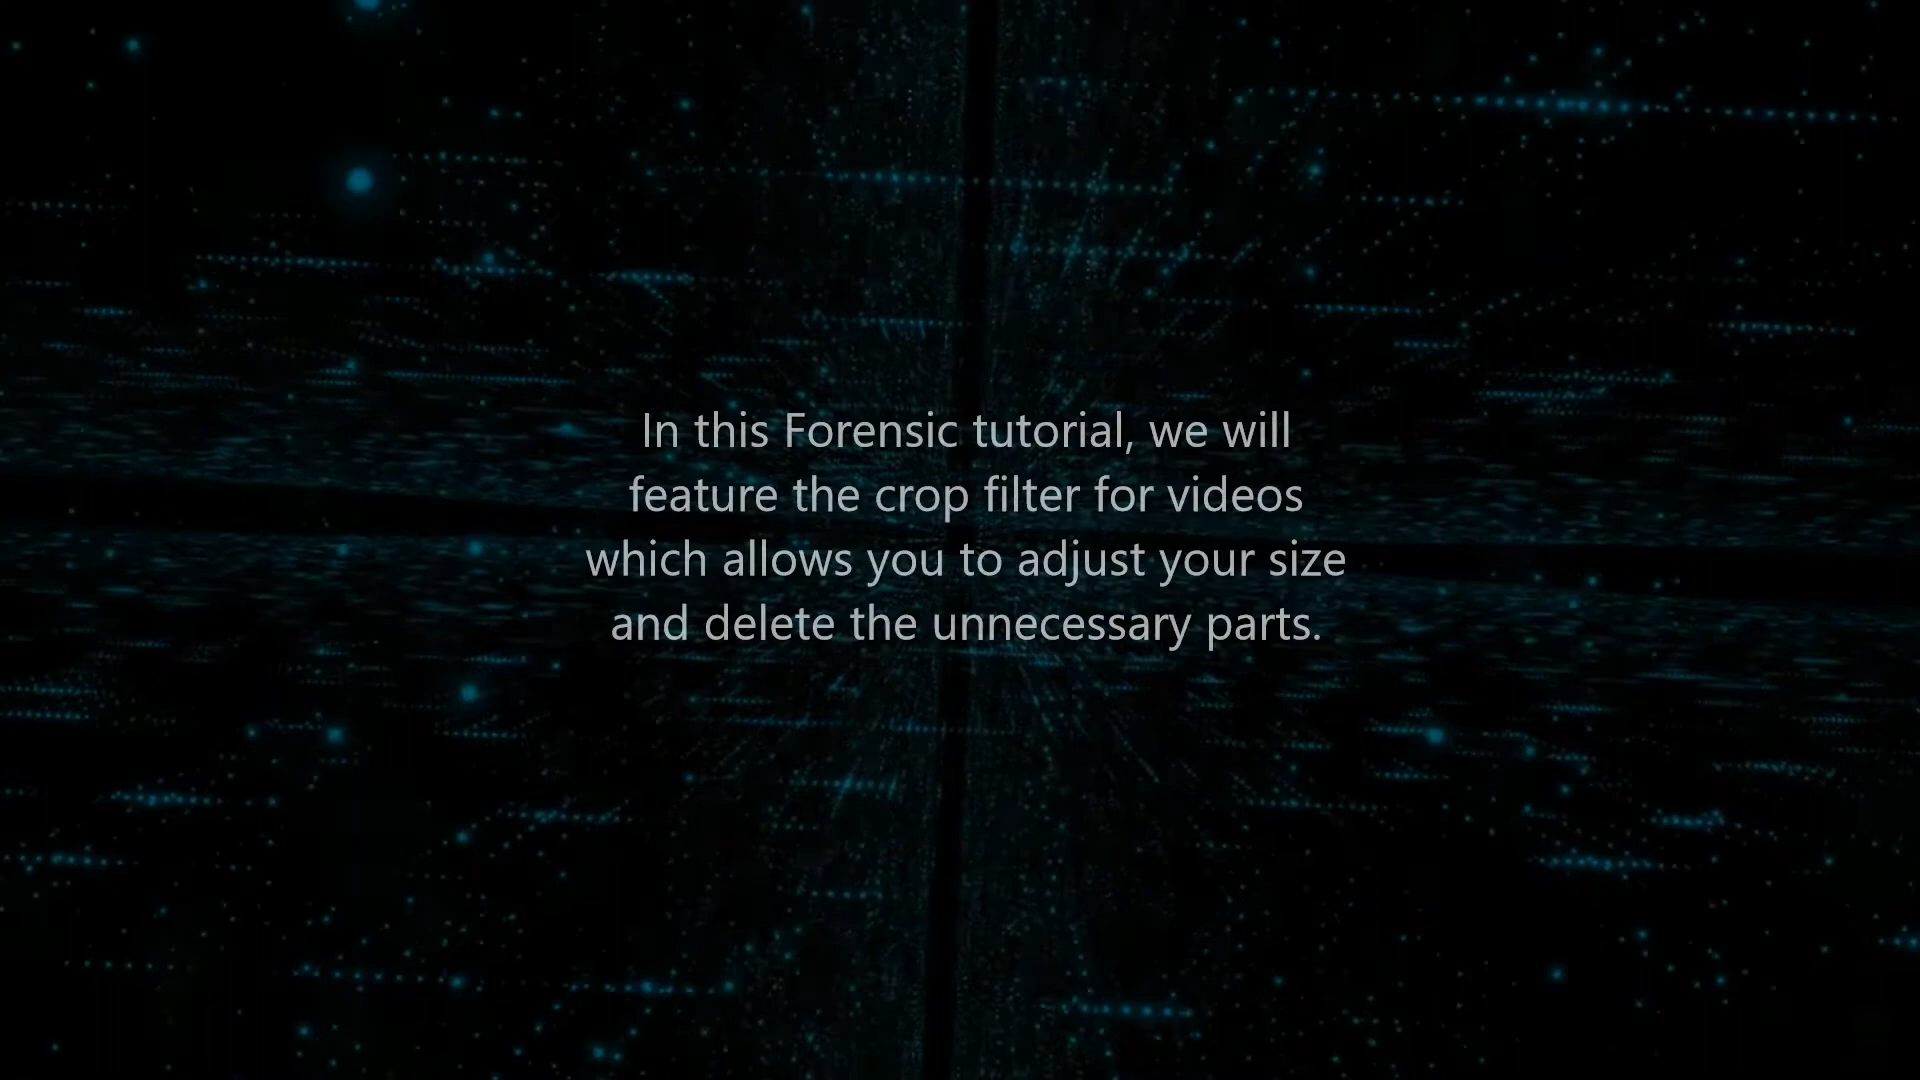 In this Forensic tutorial, we will
feature the crop filter for videos
which allows you to adjust your size
and delete the unnecessary parts.